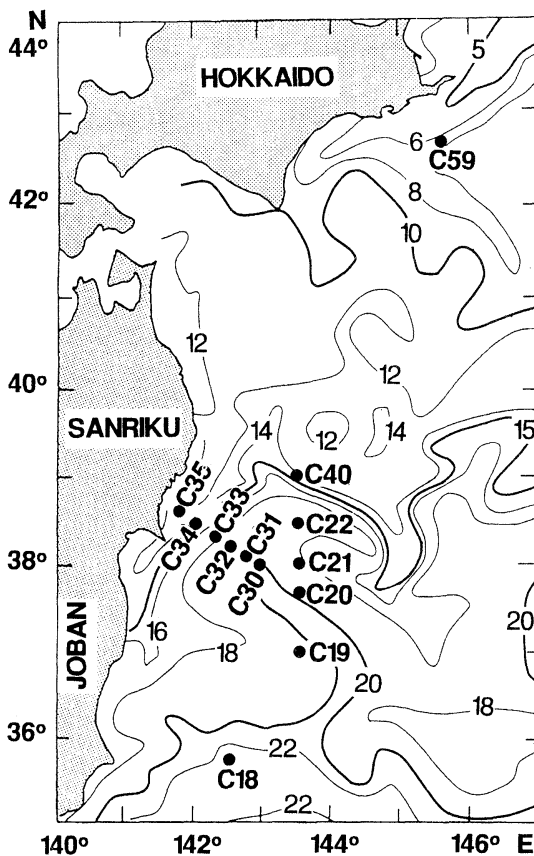 N
44°
5
HOKKAIDO
6
C59
42°
8
10
12
40°
12
SANRIKU
14
12
14
15
C40
C35
C33
C22
C34
C31
C32
C21
C30
C20
16
JOBAN
20
18
C19
20
18
36°
22
C18
22
38°
140°
142°
144°
146°
E